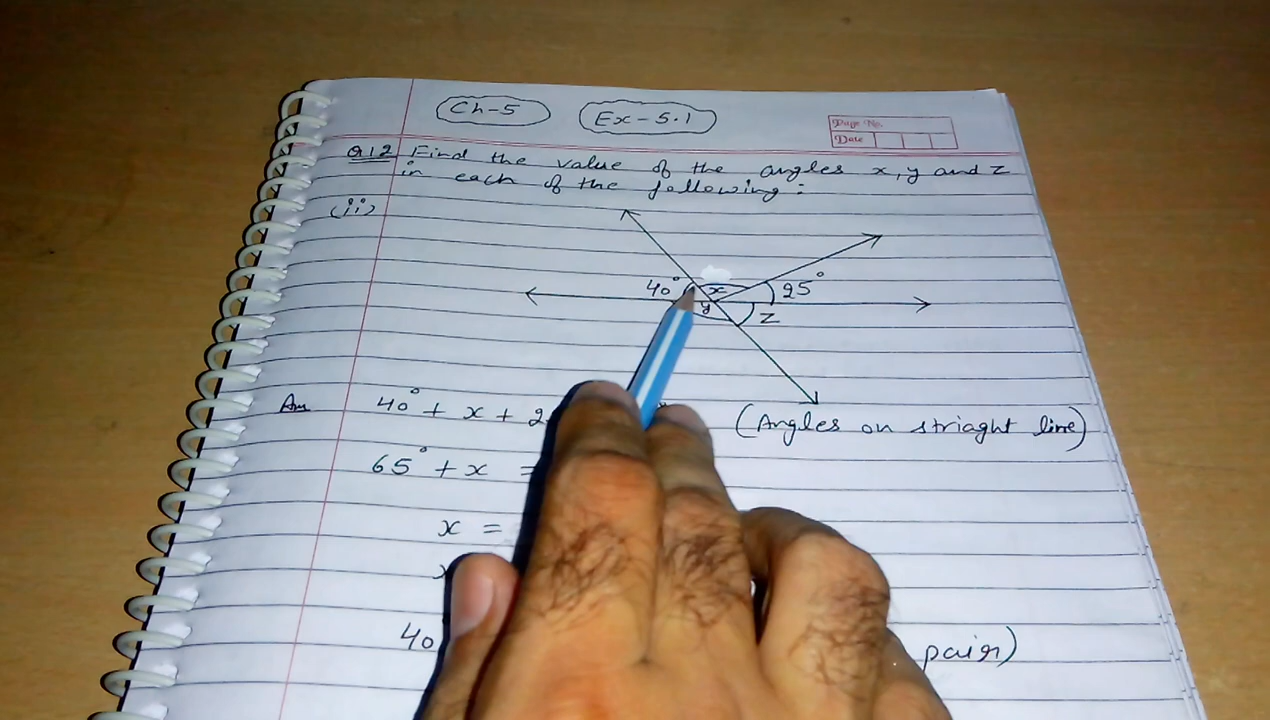 Ch-5 Ex-5.1
Page No.
Date
Q12 Find the value of the angles x, y and z
in each of the following:
(ii)
40° x 25°
y z
Ans 40° + x + 2 (Angles on striaght line)
65° + x =
x =
40 pair)